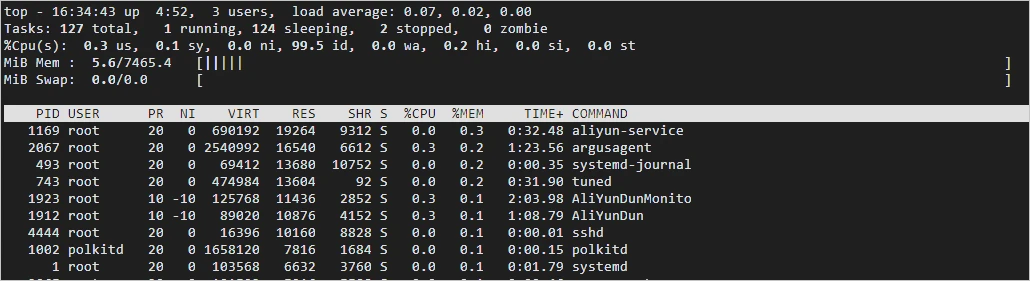 top - 16:34:43 up  4:52,  3 users,  load average: 0.07, 0.02, 0.00
Tasks: 127 total,   1 running, 124 sleeping,   2 stopped,   0 zombie
%Cpu(s):  0.3 us,  0.1 sy,  0.0 ni, 99.5 id,  0.0 wa,  0.2 hi,  0.0 si,  0.0 st
MiB Mem :  5.6/7465.4   [|||||                                                                                               ]
MiB Swap:  0.0/0.0      [                                                                                                    ]
PID USER      PR  NI    VIRT    RES    SHR S  %CPU  %MEM     TIME+ COMMAND
1169 root      20   0  690192  19264   9312 S   0.0   0.3   0:32.48 aliyun-service
2067 root      20   0 2540992  16540   6612 S   0.3   0.2   1:23.56 argusagent
493 root      20   0   69412  13680  10752 S   0.0   0.2   0:00.35 systemd-journal
743 root      20   0  474984  13604     92 S   0.0   0.2   0:31.90 tuned
1923 root      10 -10  125768  11436   2852 S   0.3   0.1   2:03.98 AliYunDunMonito
1912 root      10 -10   89020  10876   4152 S   0.3   0.1   1:08.79 AliYunDun
4444 root      20   0   16396  10160   8828 S   0.0   0.1   0:00.01 sshd
1002 polkitd   20   0 1658120   7816   1684 S   0.0   0.1   0:00.15 polkitd
1 root      20   0  103568   6632   3760 S   0.0   0.1   0:01.79 systemd